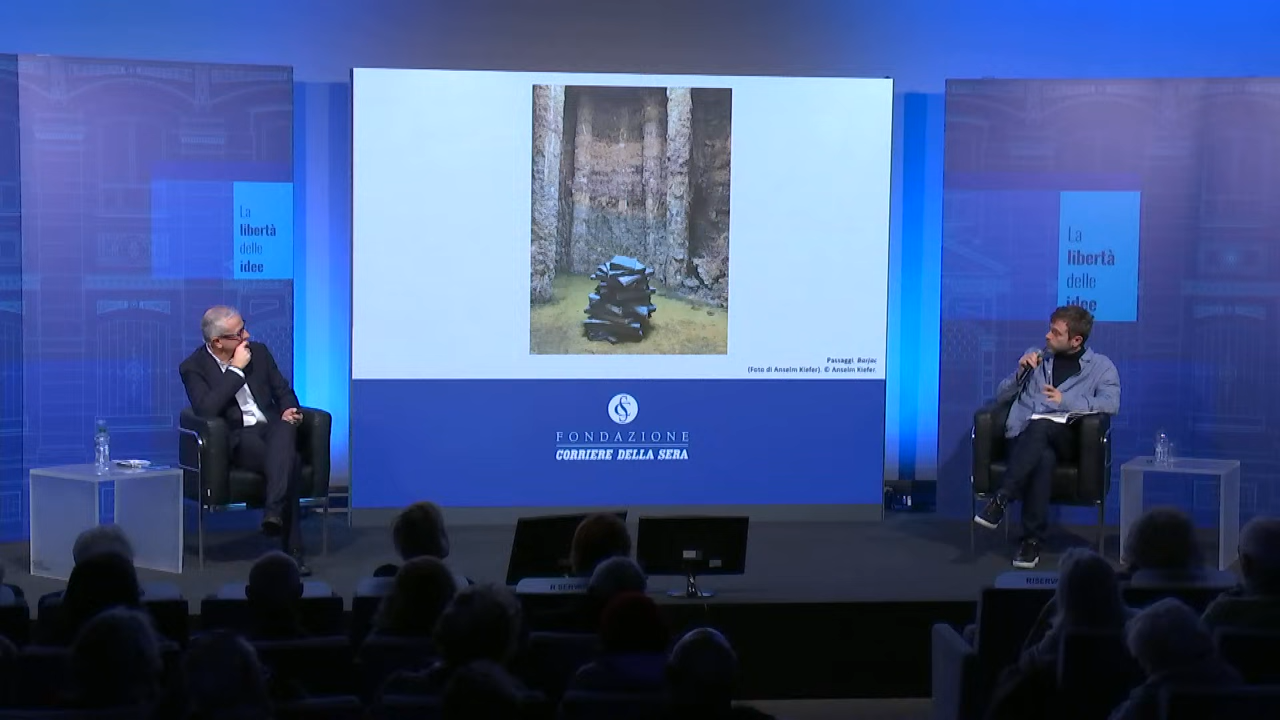 La
libertà
delle
idee
Passaggi. Barjac
(Foto di Anselm Kiefer). © Anselm Kiefer.
FONDAZIONE
CORRIERE DELLA SERA
La
libertà
delle
idee